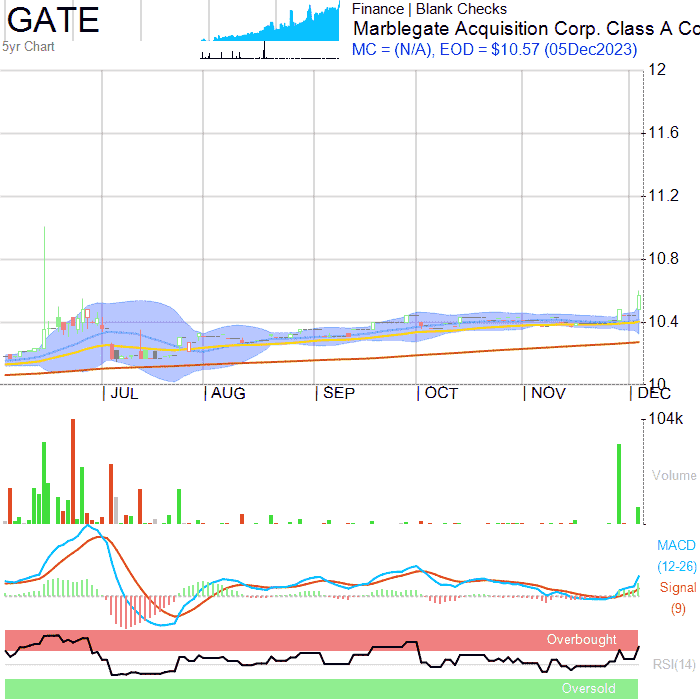 GATE
5yr Chart
Finance | Blank Checks
Marblegate Acquisition Corp. Class A Co
MC = (N/A), EOD = $10.57 (05Dec2023)
12
11.6
11.2
10.8
10.4
10
JUL AUG SEP OCT NOV DEC
104k
Volume
MACD
(12-26)
Signal
(9)
Overbought
RSI(14)
Oversold